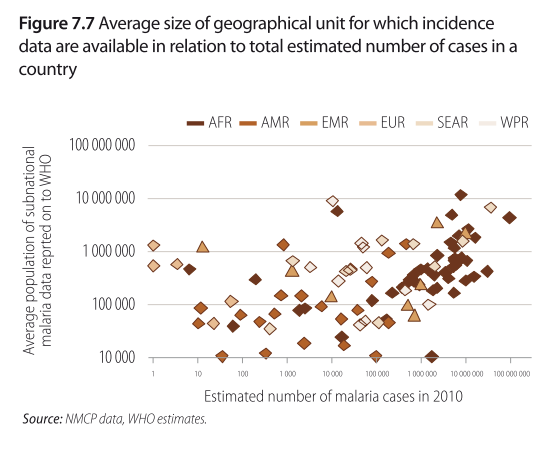 Figure 7.7 Average size of geographical unit for which incidence
data are available in relation to total estimated number of cases in a
country
AFR AMR EMR EUR SEAR WPR
Average population of subnational
malaria data reprted on to WHO
100 000 000
10 000 000
1 000 000
100 000
10 000
1 10 100 1 000 10 000 100 000 1 000 000 10 000 000 100 000 000
Estimated number of malaria cases in 2010
Source: NMCP data, WHO estimates.